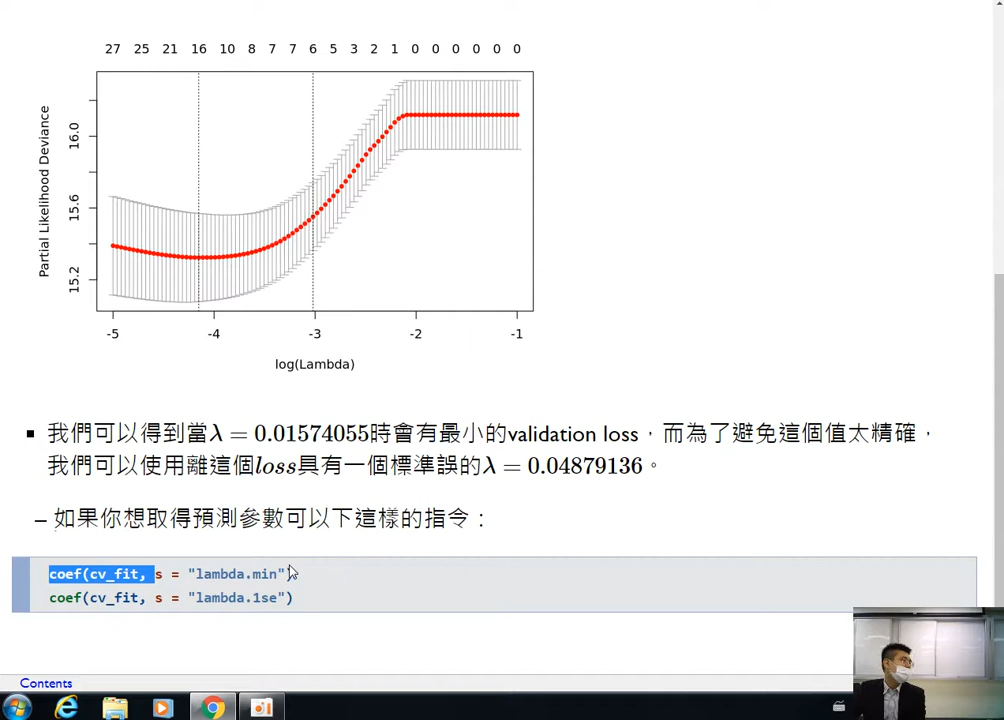 27 25 21 16 10 8 7 7 6 5 3 2 1 0 0 0 0 0 0
Partial Likelihood Deviance
16.0
15.6
15.2
-5 -4 -3 -2 -1
log(Lambda)
▪ 我們可以得到當λ = 0.01574055時會有最小的validation loss，而為了避免這個值太精確，
我們可以使用離這個loss具有一個標準誤的λ = 0.04879136。
– 如果你想取得預測參數可以下這樣的指令：
coef(cv_fit, s = "lambda.min")
coef(cv_fit, s = "lambda.1se")
Contents